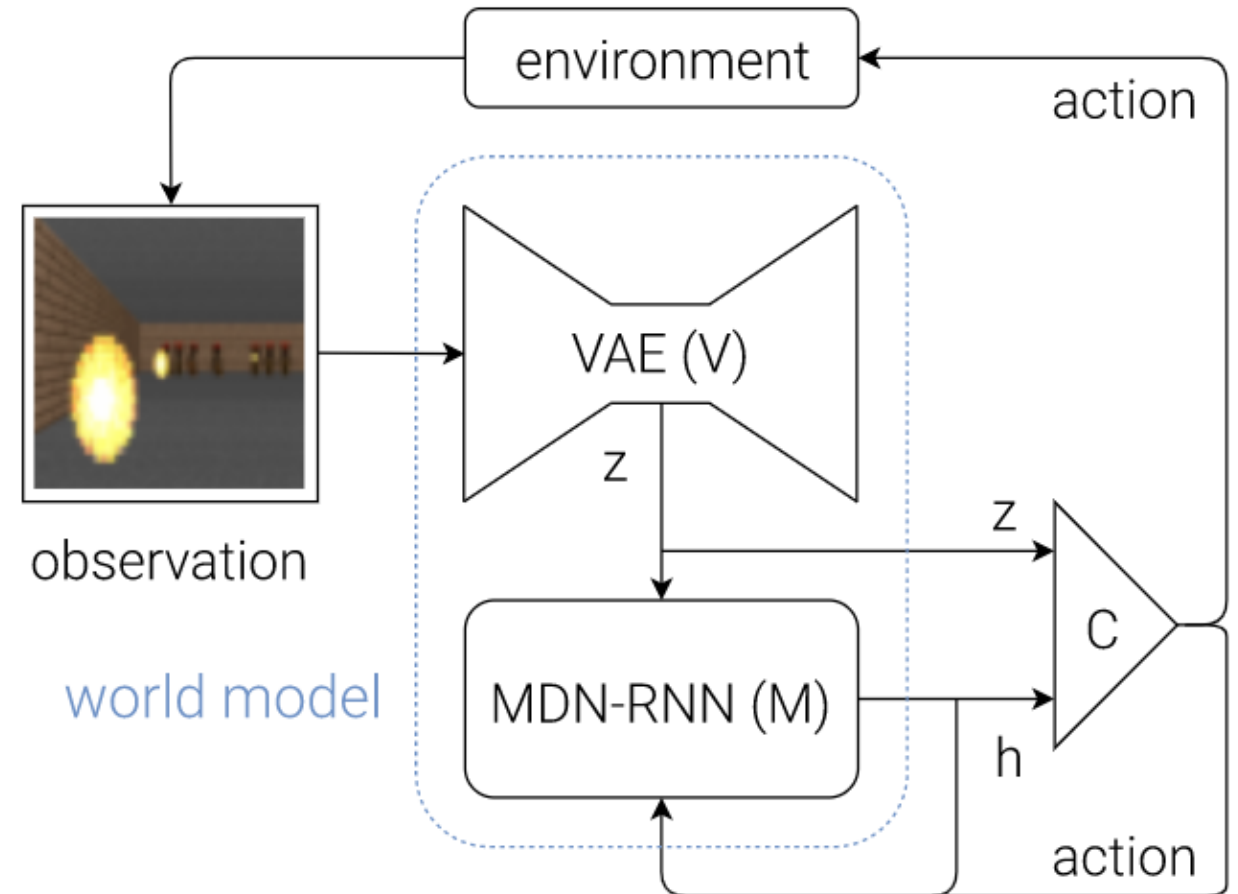 environment
action
VAE (V)
z
z
observation
C
world model
MDN-RNN (M)
h
action